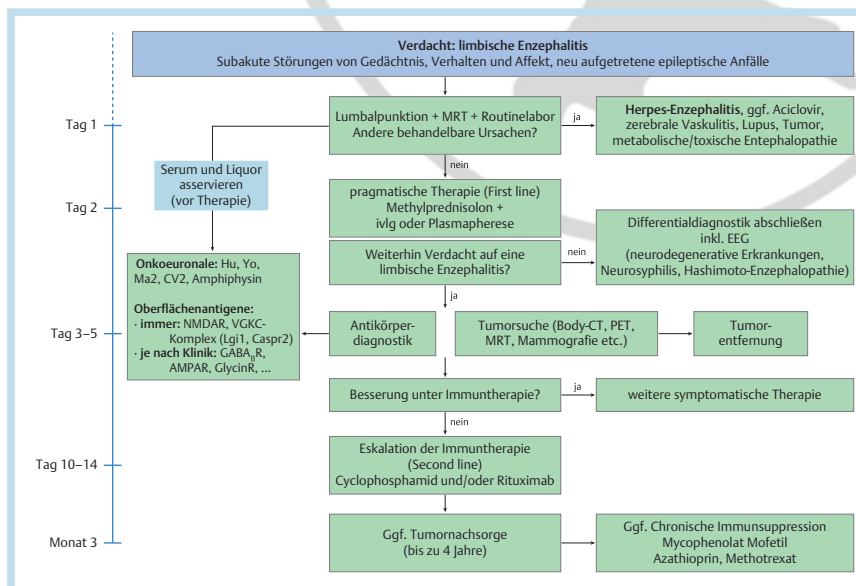 Verdacht: limbische Enzephalitis
Subakute Störungen von Gedächtnis, Verhalten und Affekt, neu aufgetretene epileptische Anfälle
Tag 1
Lumbalpunktion + MRT + Routinelabor
Andere behandelbare Ursachen?
ja
Herpes-Enzephalitis, ggf. Aciclovir,
zerebrale Vaskulitis, Lupus, Tumor,
metabolische/toxische Entephalopathie
nein
Serum und Liquor
asservieren
(vor Therapie)
Tag 2
pragmatische Therapie (First line)
Methylprednisolon +
ivlg oder Plasmapherese
Weiterhin Verdacht auf eine
limbische Enzephalitis?
nein
Differentialdiagnostik abschließen
inkl. EEG
(neurodegenerative Erkrankungen,
Neurosyphilis, Hashimoto-Enzephalopathie)
ja
Onkoeuronale: Hu, Yo,
Ma2, CV2, Amphiphysin
Oberflächenantigene:
· immer: NMDAR, VGKC-
Komplex (Lgi1, Caspr2)
· je nach Klinik: GABABR,
AMPAR, GlycinR, ...
Tag 3–5
Antikörper-
diagnostik
Tumorsuche (Body-CT, PET,
MRT, Mammografie etc.)
Tumor-
entfernung
Besserung unter Immuntherapie?
ja
weitere symptomatische Therapie
nein
Tag 10–14
Eskalation der Immuntherapie
(Second line)
Cyclophosphamid und/oder Rituximab
Monat 3
Ggf. Tumornachsorge
(bis zu 4 Jahre)
Ggf. Chronische Immunsuppression
Mycophenolat Mofetil
Azathioprin, Methotrexat